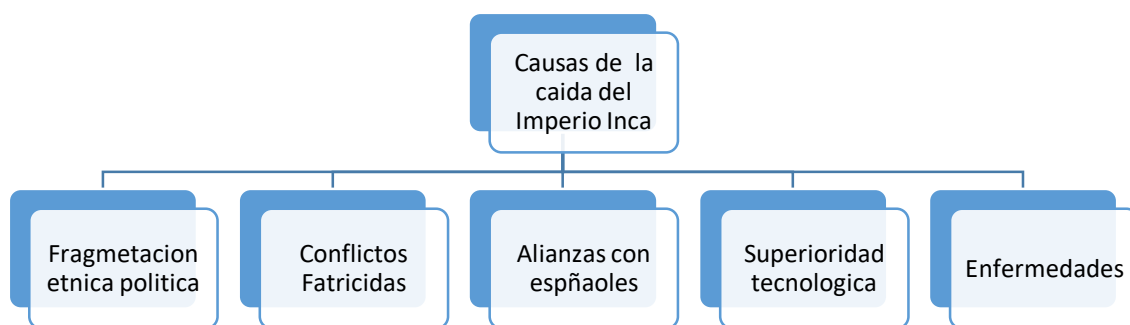 Causas de la
caida del
Imperio Inca
Fragmetacion
etnica politica
Conflictos
Fatricidas
Alianzas con
espñaoles
Superioridad
tecnologica
Enfermedades